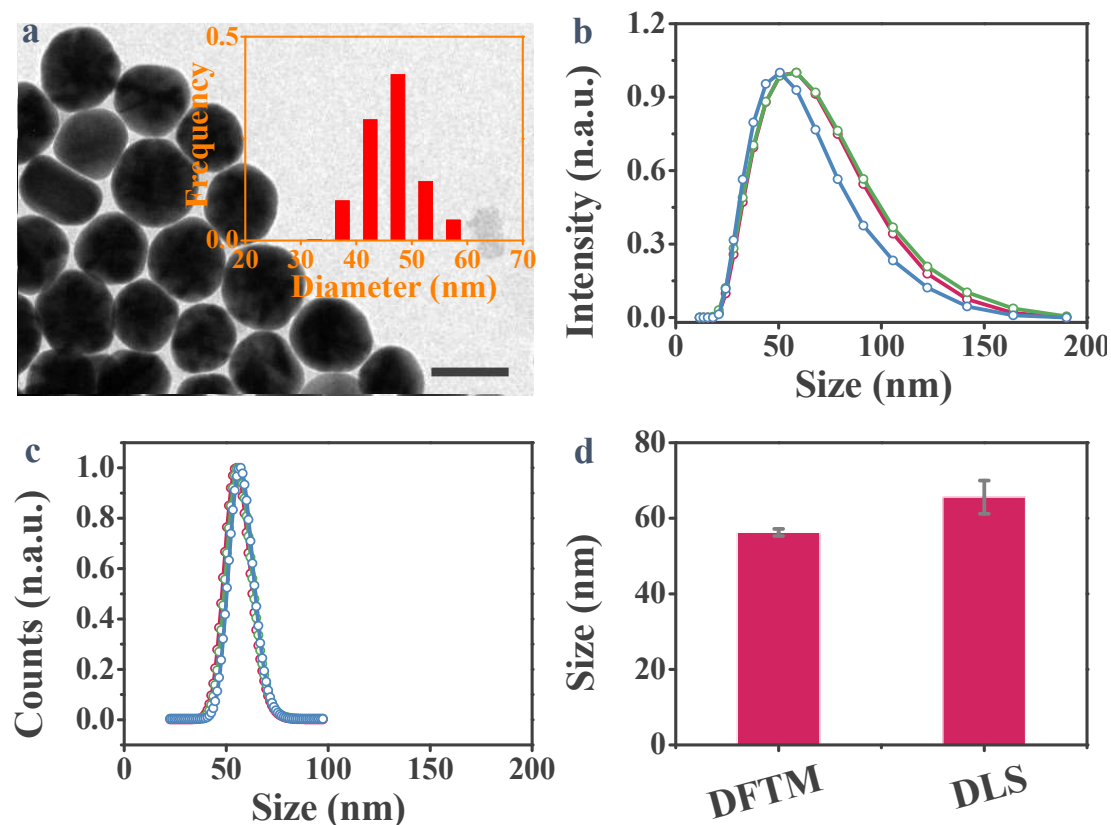 a
0.5
Frequency
0.0
20 30 40 50 60 70
Diameter (nm)
b
1.2
0.9
0.6
0.3
0.0
Intensity (n.a.u.)
0 50 100 150 200
Size (nm)
c
1.0
0.8
0.6
0.4
0.2
0.0
Counts (n.a.u.)
0 50 100 150 200
Size (nm)
d
80
60
40
20
0
Size (nm)
DFTM DLS